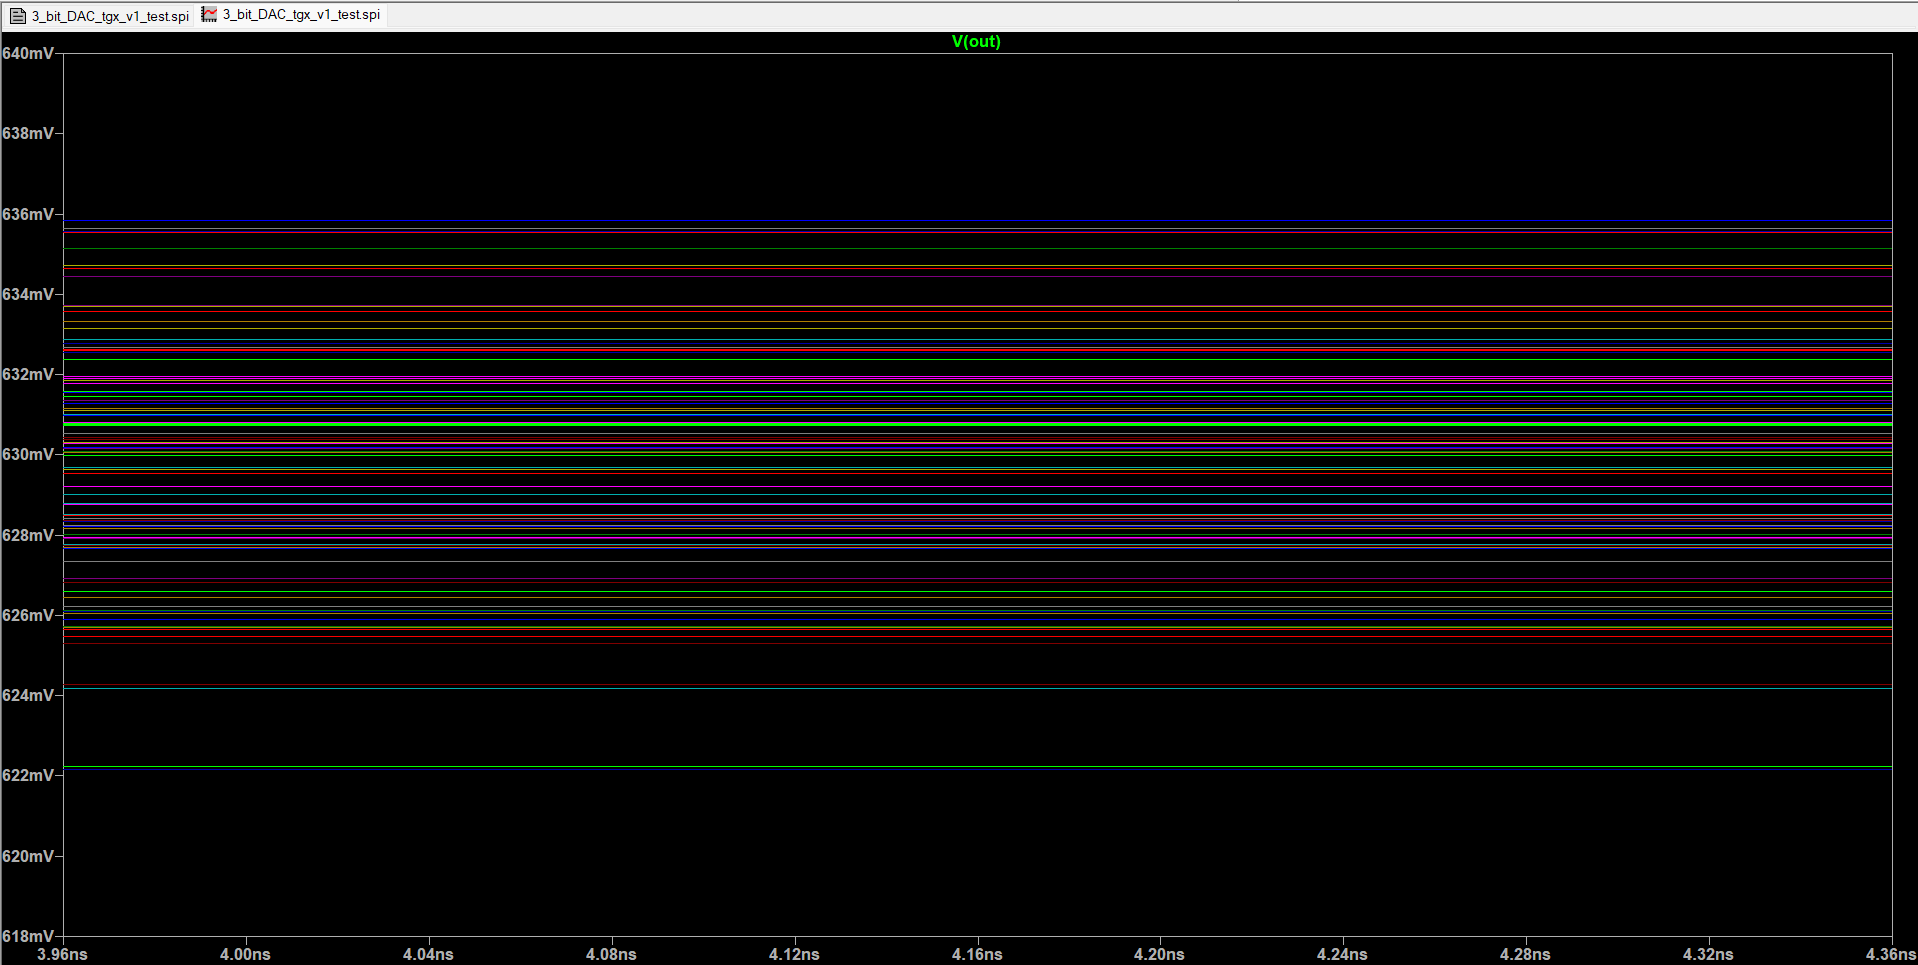 3_bit_DAC_tgx_v1_test.spi 3_bit_DAC_tgx_v1_test.spi
V(out)
640mV
638mV
636mV
634mV
632mV
630mV
628mV
626mV
624mV
622mV
620mV
618mV
3.96ns 4.00ns 4.04ns 4.08ns 4.12ns 4.16ns 4.20ns 4.24ns 4.28ns 4.32ns 4.36ns